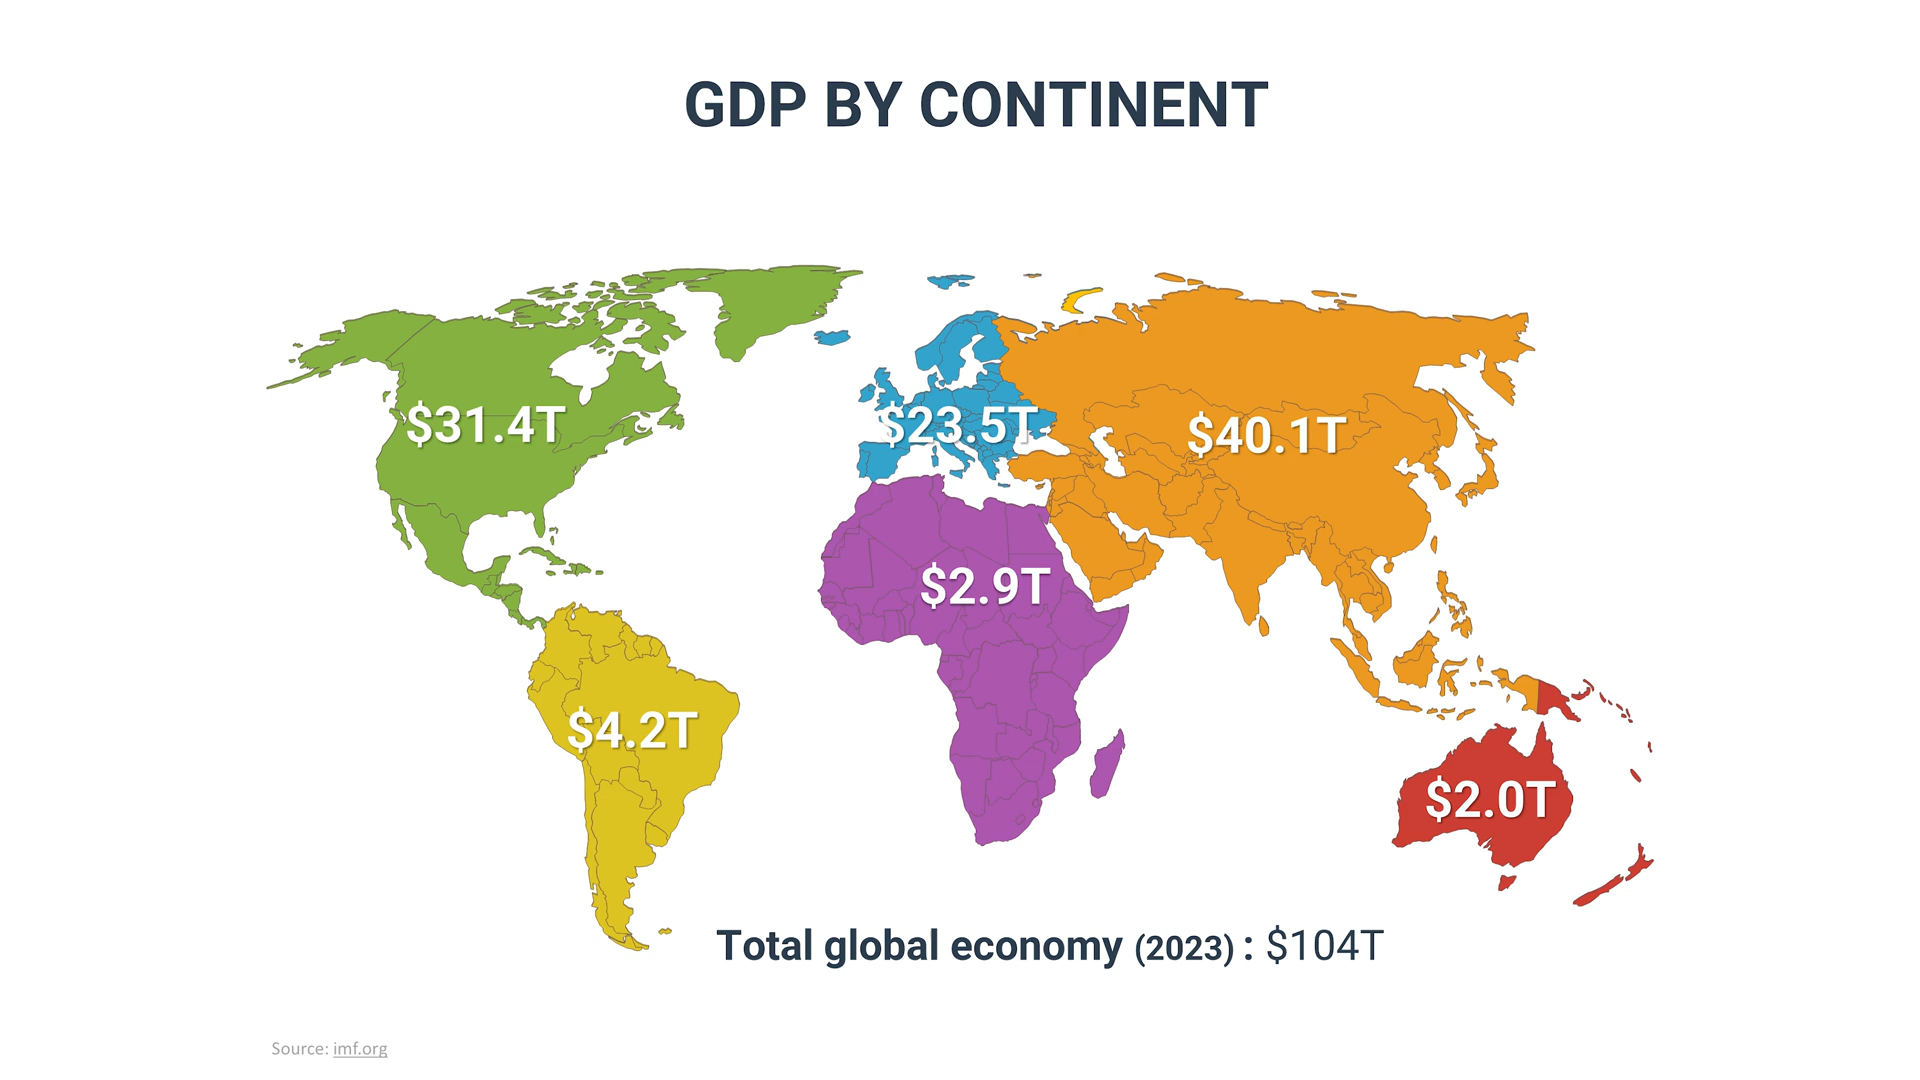 GDP BY CONTINENT
$31.4T
$23.5T
$40.1T
$2.9T
$4.2T
$2.0T
Total global economy (2023) : $104T
Source: imf.org